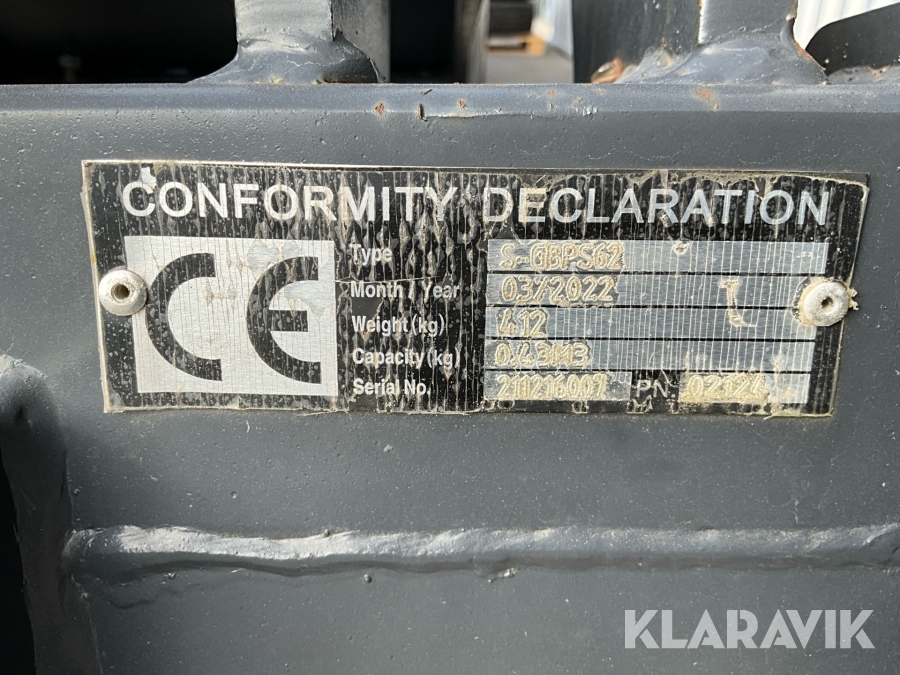 CONFORMITY DECLARATION
CE
Type S-GBPS62
Month / Year 03/2022
Weight(kg) 412
Capacity(kg) 0.43M3
Serial No. 211216007 PN. 02124
KLARAVIK